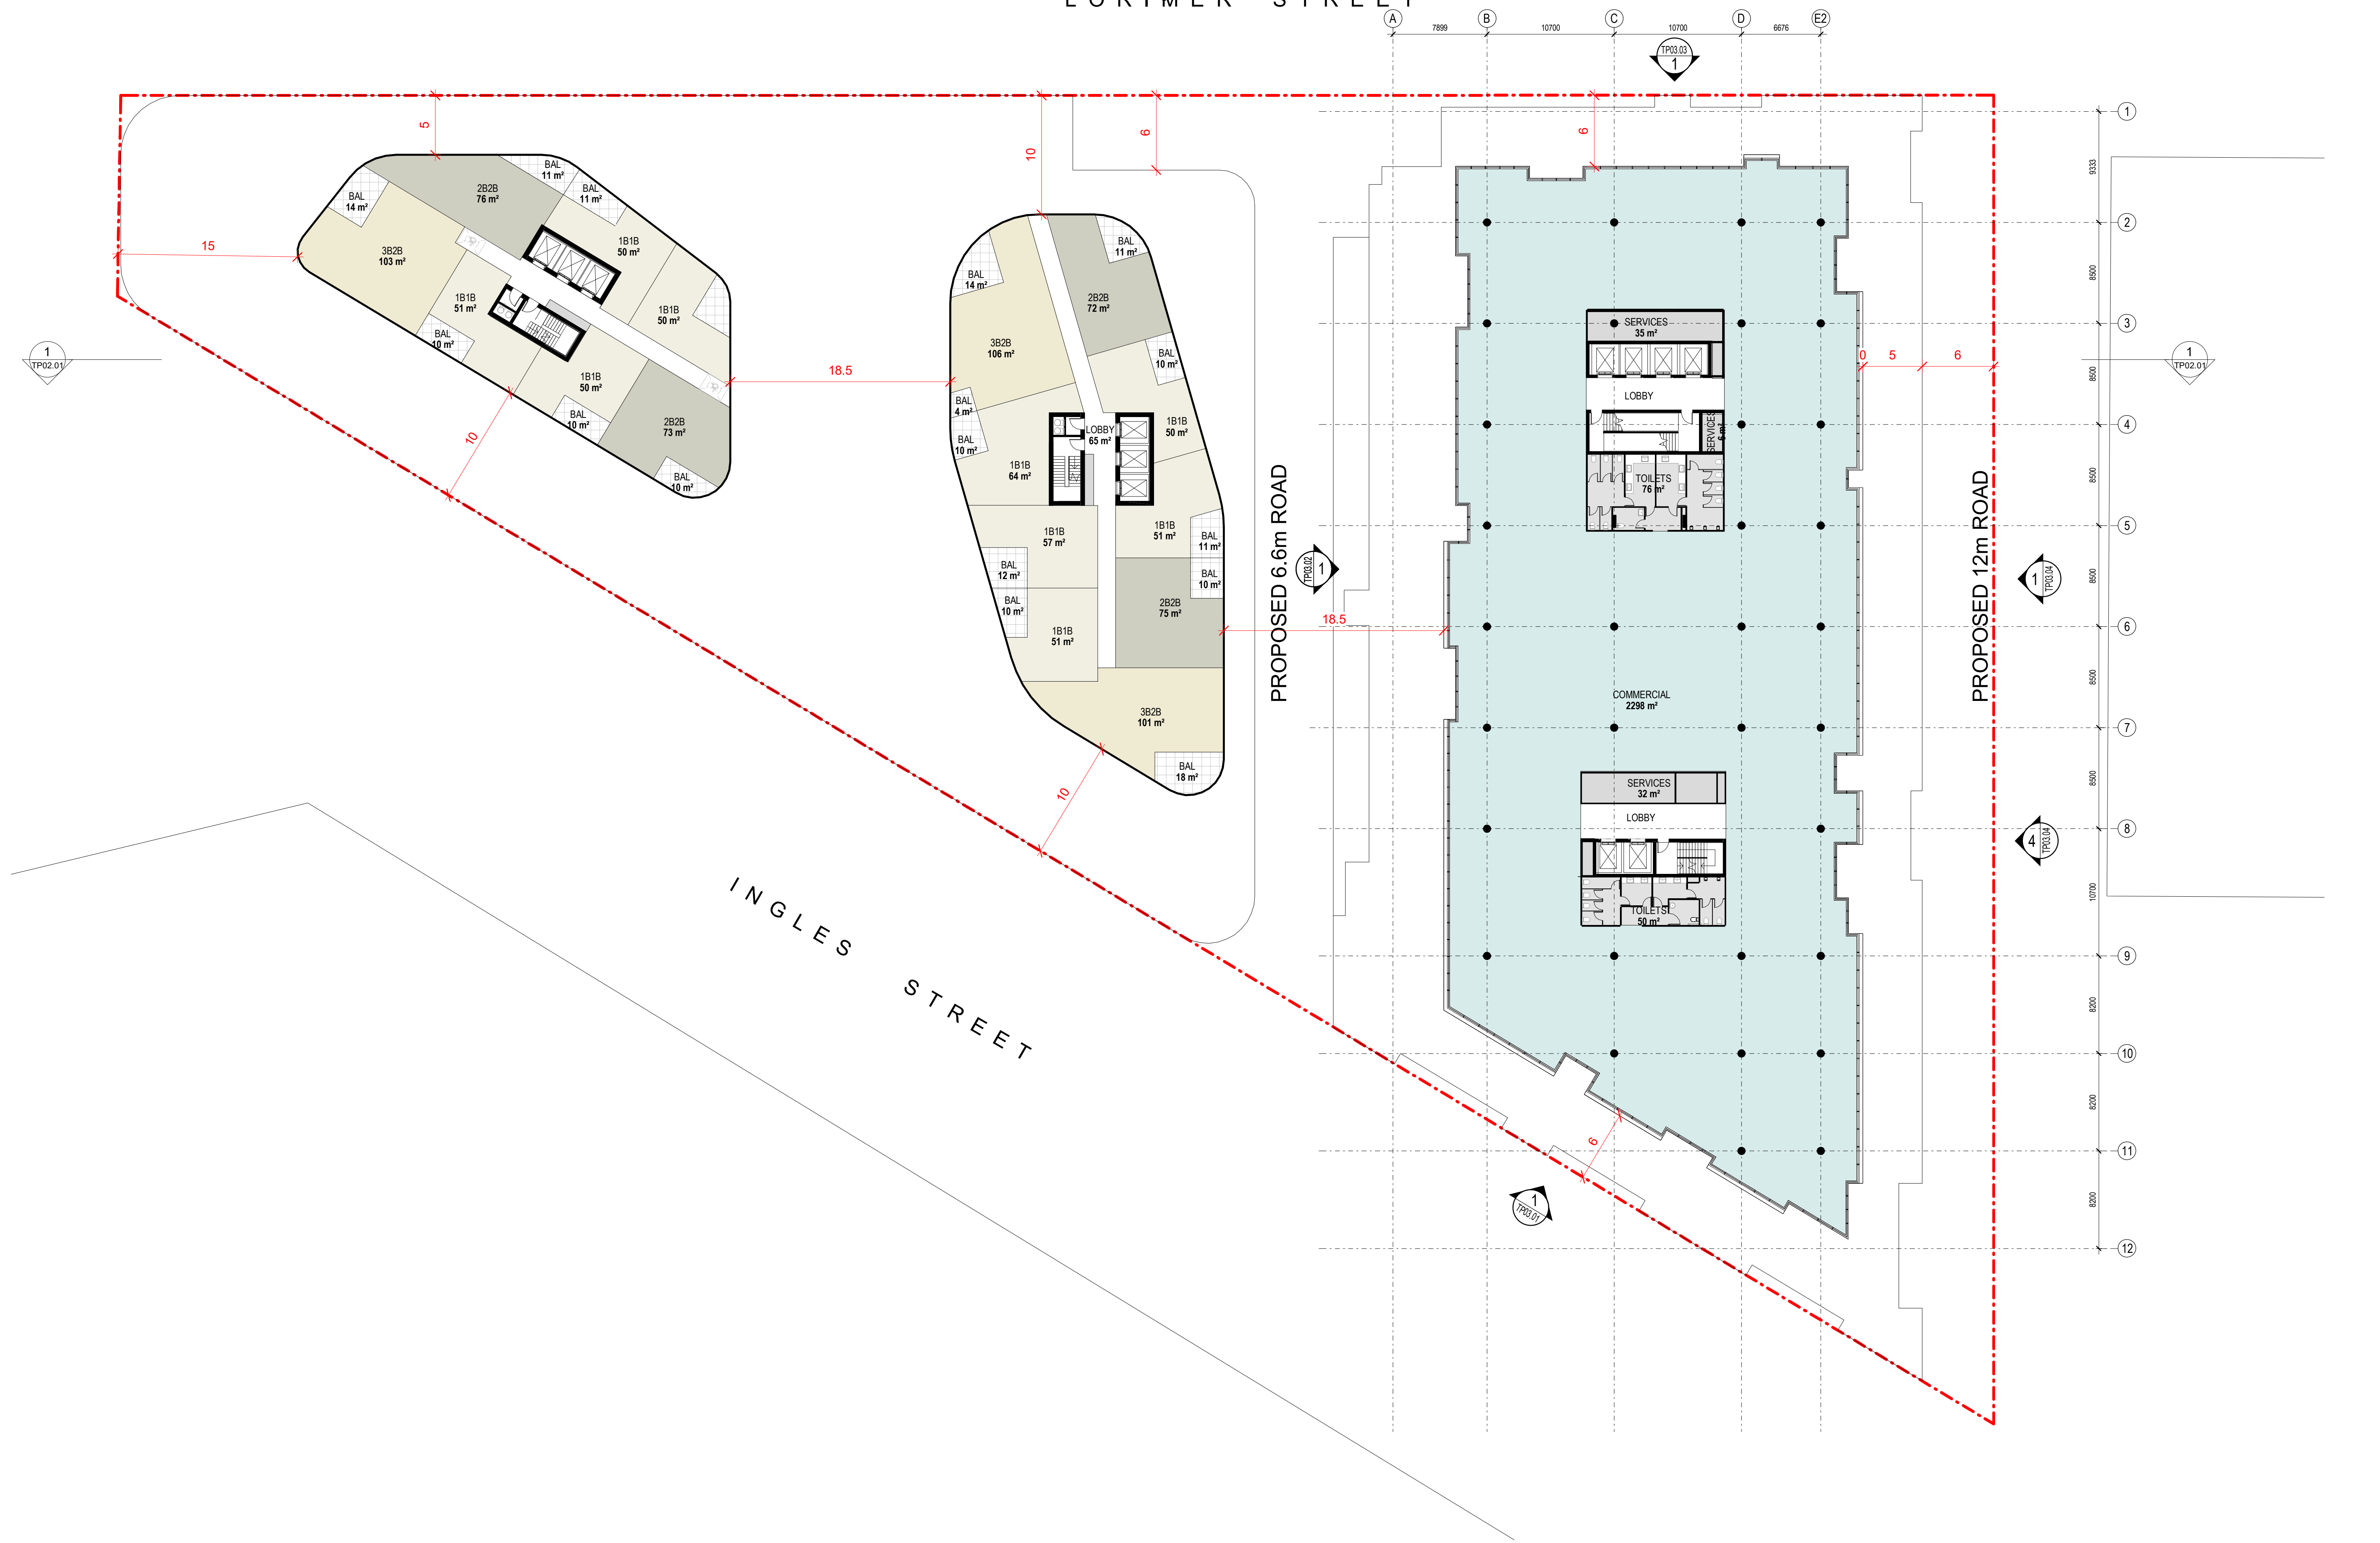 LORIMER STREET
A
B
C
D
E2
7899
10700
10700
6676
TP03.03
1
1
2
3
4
5
6
7
8
9
10
11
12
9333
8500
8500
8500
8500
8500
8500
10700
8200
8200
8200
5
10
6
6
15
18.5
10
10
18.5
0
5
6
6
1
TP02.01
1
TP02.01
BAL
11 m²
BAL
11 m²
2B2B
76 m²
BAL
14 m²
3B2B
103 m²
1B1B
50 m²
1B1B
51 m²
1B1B
50 m²
BAL
10 m²
1B1B
50 m²
BAL
10 m²
2B2B
73 m²
BAL
10 m²
BAL
11 m²
BAL
14 m²
2B2B
72 m²
3B2B
106 m²
BAL
10 m²
BAL
4 m²
BAL
10 m²
LOBBY
65 m²
1B1B
50 m²
1B1B
64 m²
1B1B
57 m²
1B1B
51 m²
BAL
11 m²
BAL
12 m²
BAL
10 m²
BAL
10 m²
2B2B
75 m²
1B1B
51 m²
3B2B
101 m²
BAL
18 m²
PROPOSED 6.6m ROAD
TP03.02
1
SERVICES
35 m²
LOBBY
SERVICES
6 m²
TOILETS
76 m²
COMMERCIAL
2298 m²
SERVICES
32 m²
LOBBY
TOILETS
50 m²
PROPOSED 12m ROAD
1
TP03.04
4
TP03.04
1
TP03.01
INGLES STREET